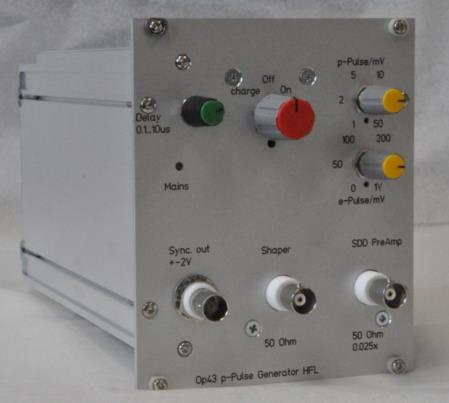 p-Pulse/mV
5 10
2
1 50
Off
charge On
Delay
0.1...10us
Mains
100 200
50
0 1V
e-Pulse/mV
Sync. out
+-2V
Shaper
SDD PreAmp
50 Ohm
50 Ohm
0.025x
Op43 p-Pulse Generator HFL